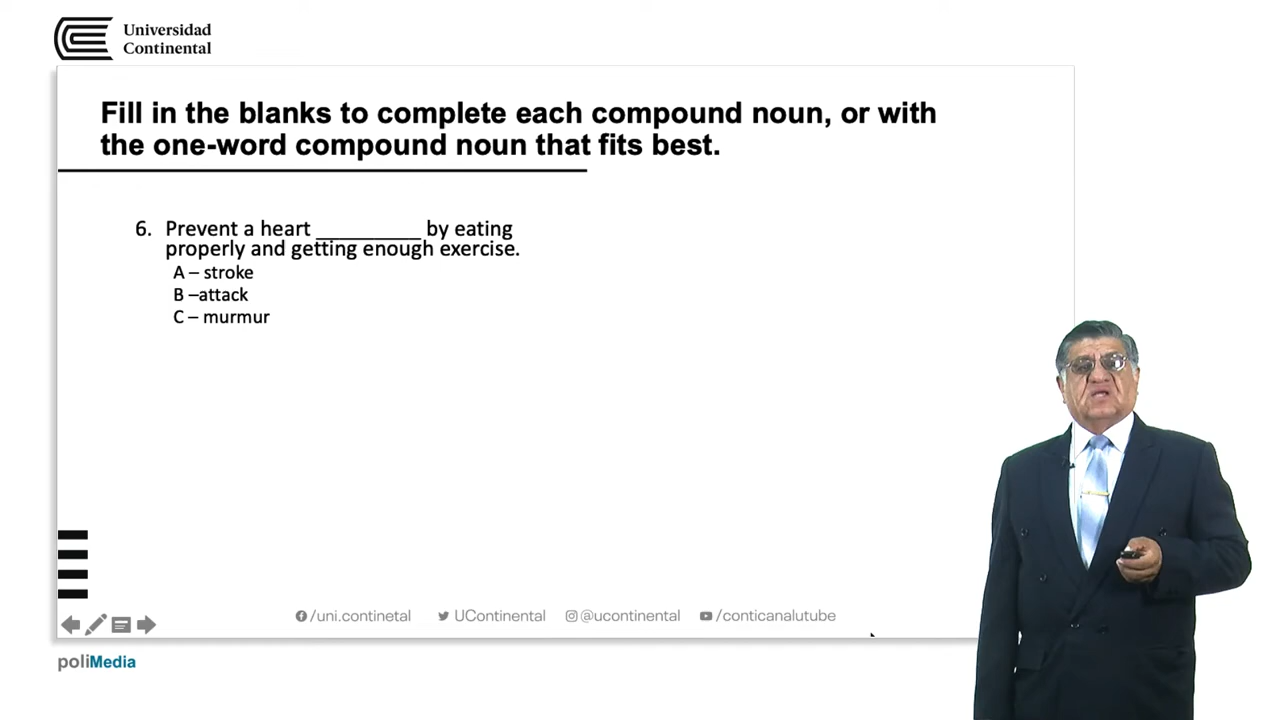 Universidad
Continental
Fill in the blanks to complete each compound noun, or with
the one-word compound noun that fits best.
6. Prevent a heart _________ by eating
properly and getting enough exercise.
A – stroke
B –attack
C – murmur
/uni.continetal UContinental @ucontinental /conticanalutube
poliMedia